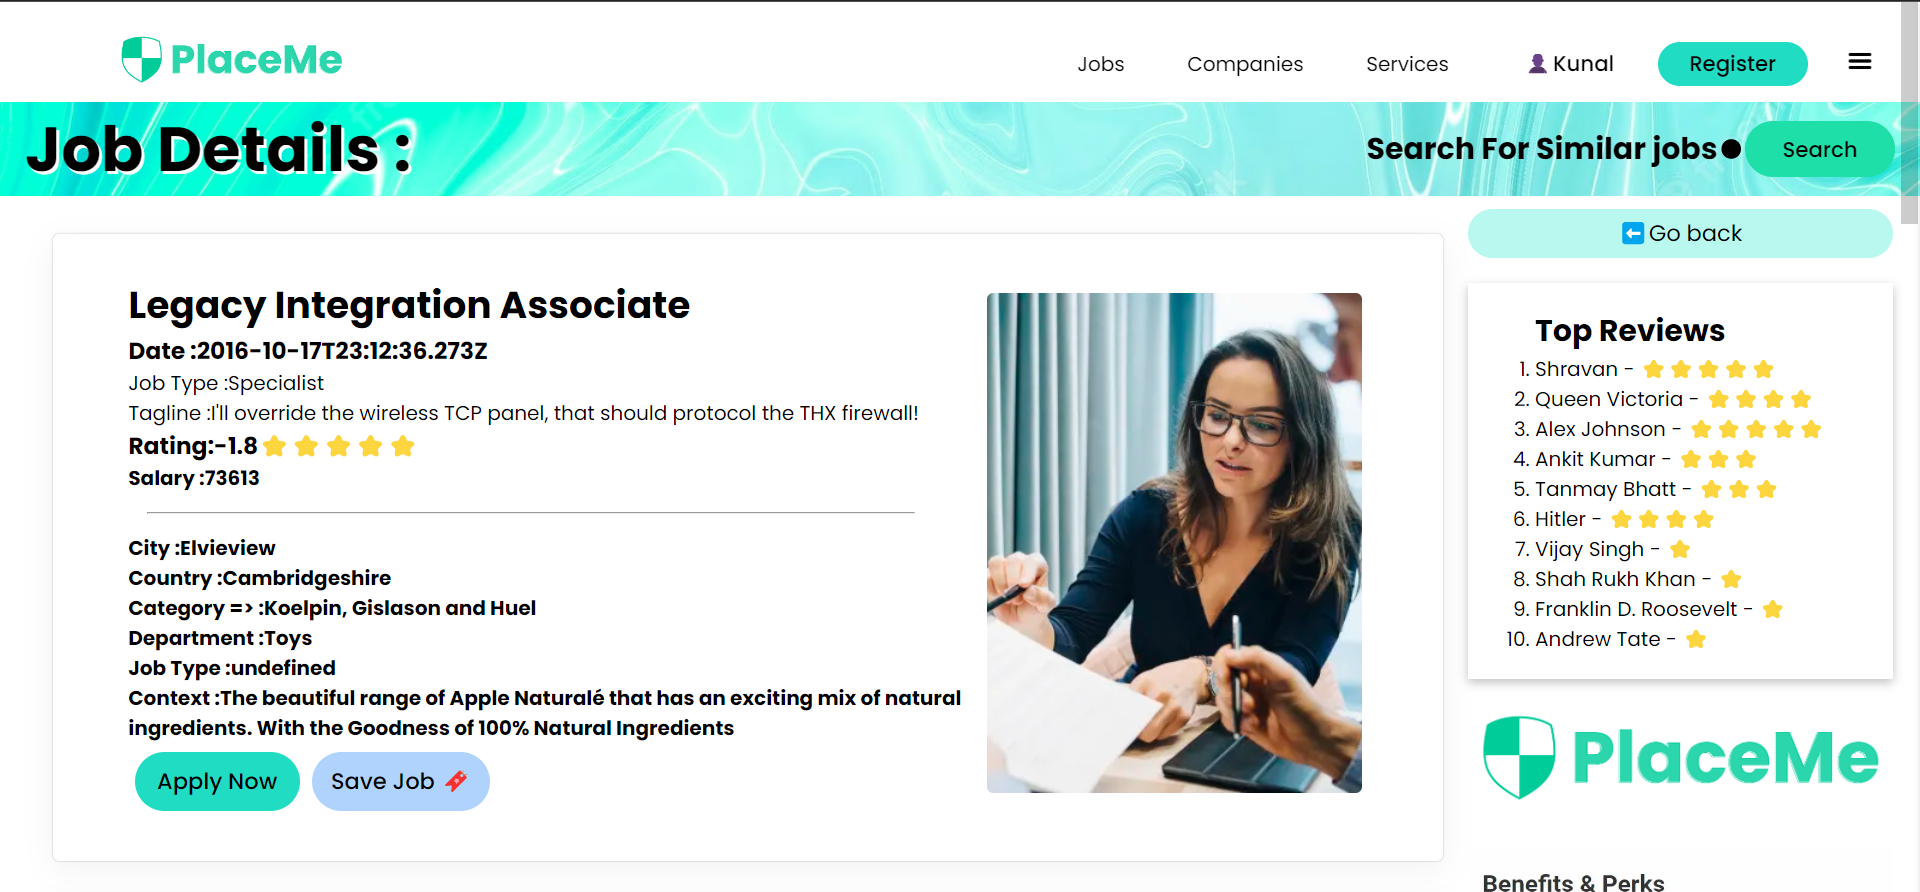 PlaceMe
Jobs
Companies
Services
Kunal
Register
Job Details :
Search For Similar jobs
Search
Go back
Legacy Integration Associate
Date :2016-10-17T23:12:36.273Z
Job Type :Specialist
Tagline :I'll override the wireless TCP panel, that should protocol the THX firewall!
Rating:-1.8
Salary :73613
City :Elvieview
Country :Cambridgeshire
Category => :Koelpin, Gislason and Huel
Department :Toys
Job Type :undefined
Context :The beautiful range of Apple Naturalé that has an exciting mix of natural
ingredients. With the Goodness of 100% Natural Ingredients
Apply Now
Save Job
Top Reviews
1. Shravan -
2. Queen Victoria -
3. Alex Johnson -
4. Ankit Kumar -
5. Tanmay Bhatt -
6. Hitler -
7. Vijay Singh -
8. Shah Rukh Khan -
9. Franklin D. Roosevelt -
10. Andrew Tate -
PlaceMe
Benefits & Perks